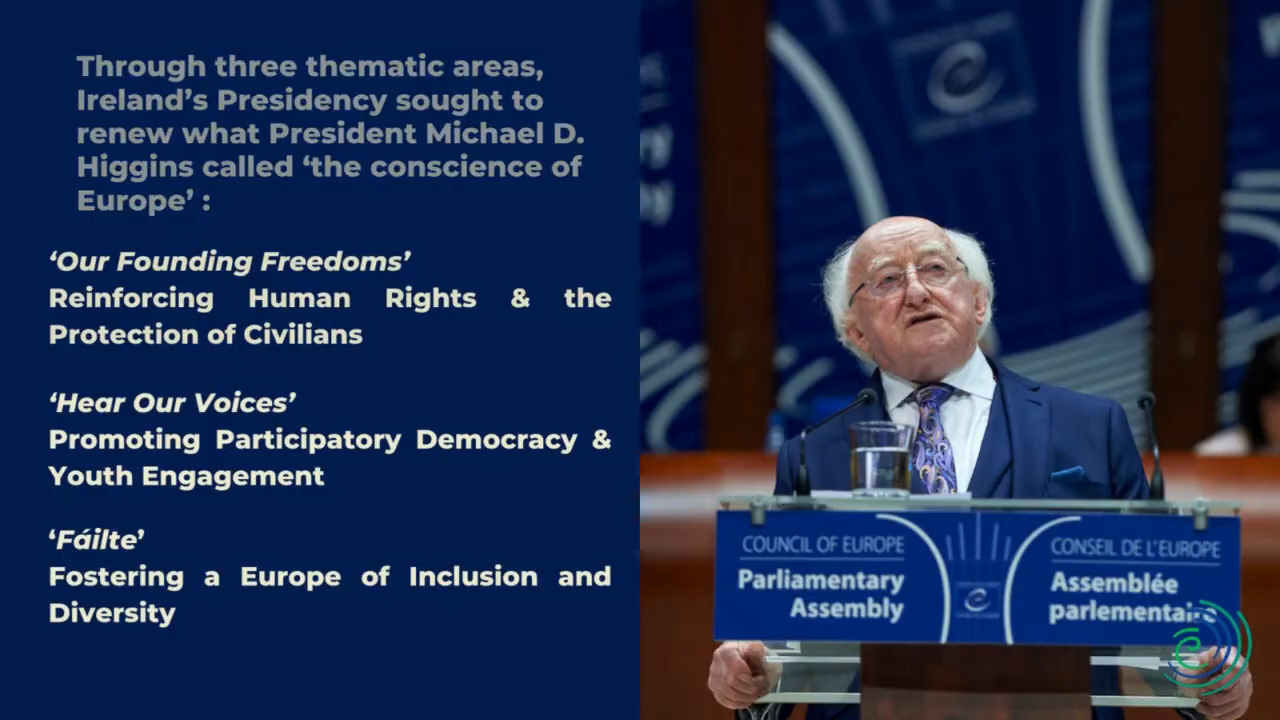 Through three thematic areas,
Ireland’s Presidency sought to
renew what President Michael D.
Higgins called ‘the conscience of
Europe’ :
‘Our Founding Freedoms’
Reinforcing Human Rights & the
Protection of Civilians
‘Hear Our Voices’
Promoting Participatory Democracy &
Youth Engagement
‘Fáilte’
Fostering a Europe of Inclusion and
Diversity
COUNCIL OF EUROPE
Parliamentary
Assembly
CONSEIL DE L'EUROPE
Assemblée
parlementaire